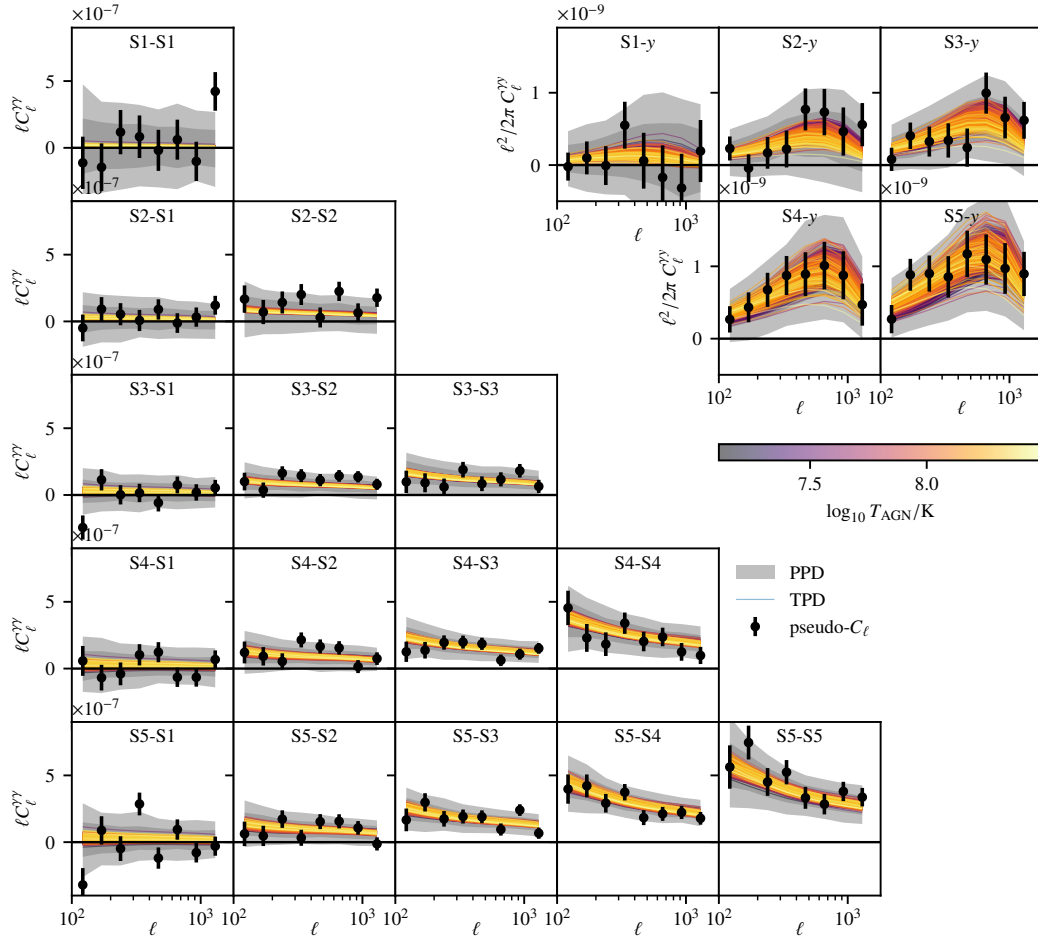 ×10⁻⁷
×10⁻⁹
S1-S1
S1-y
S2-y
S3-y
5
0
ℓC_ℓ^{γγ}
1
0
ℓ²/2π C_ℓ^{γy}
×10⁻⁷
10² 10³
ℓ
×10⁻⁹
×10⁻⁹
S2-S1
S2-S2
S4-y
S5-y
5
0
ℓC_ℓ^{γγ}
1
0
ℓ²/2π C_ℓ^{γy}
×10⁻⁷
10² 10³
10² 10³
ℓ
ℓ
S3-S1
S3-S2
S3-S3
5
0
ℓC_ℓ^{γγ}
7.5
8.0
log₁₀ T_AGN/K
×10⁻⁷
S4-S1
S4-S2
S4-S3
S4-S4
5
0
ℓC_ℓ^{γγ}
PPD
TPD
pseudo-C_ℓ
×10⁻⁷
S5-S1
S5-S2
S5-S3
S5-S4
S5-S5
5
0
ℓC_ℓ^{γγ}
10² 10³
10² 10³
10² 10³
10² 10³
10² 10³
ℓ
ℓ
ℓ
ℓ
ℓ